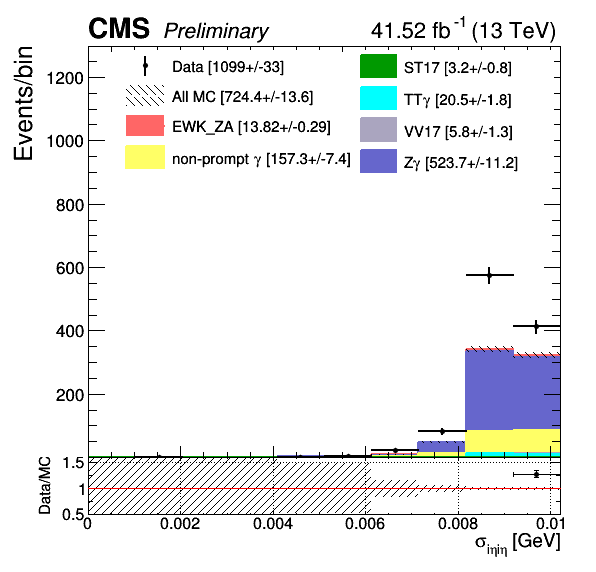 CMS Preliminary 41.52 fb⁻¹ (13 TeV)
Events/bin
1200
1000
800
600
400
200
Data [1099+/-33]
All MC [724.4+/-13.6]
EWK_ZA [13.82+/-0.29]
non-prompt γ [157.3+/-7.4]
ST17 [3.2+/-0.8]
TTγ [20.5+/-1.8]
VV17 [5.8+/-1.3]
Zγ [523.7+/-11.2]
Data/MC
1.5
1
0.5
0 0.002 0.004 0.006 0.008 0.01
σiηiη [GeV]